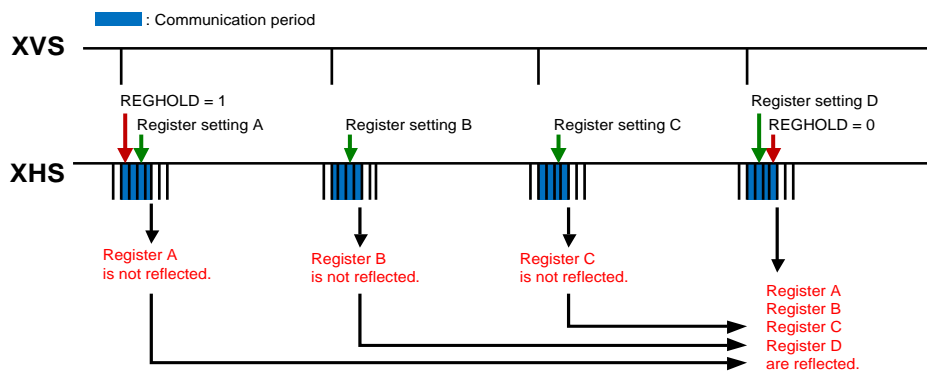 : Communication period
XVS
REGHOLD = 1
Register setting A
Register setting B
Register setting C
Register setting D
REGHOLD = 0
XHS
Register A
is not reflected.
Register B
is not reflected.
Register C
is not reflected.
Register A
Register B
Register C
Register D
are reflected.